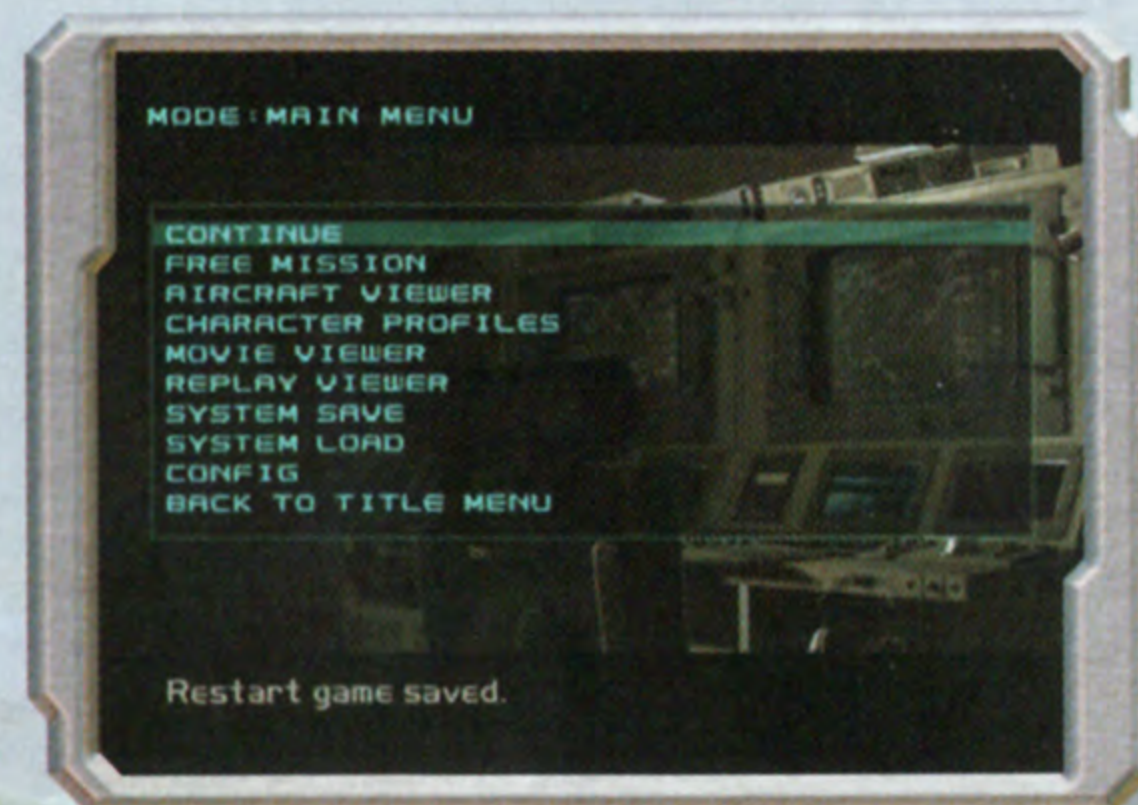 MODE:MAIN MENU
CONTINUE
FREE MISSION
AIRCRAFT VIEWER
CHARACTER PROFILES
MOVIE VIEWER
REPLAY VIEWER
SYSTEM SAVE
SYSTEM LOAD
CONFIG
BACK TO TITLE MENU
Restart game saved.